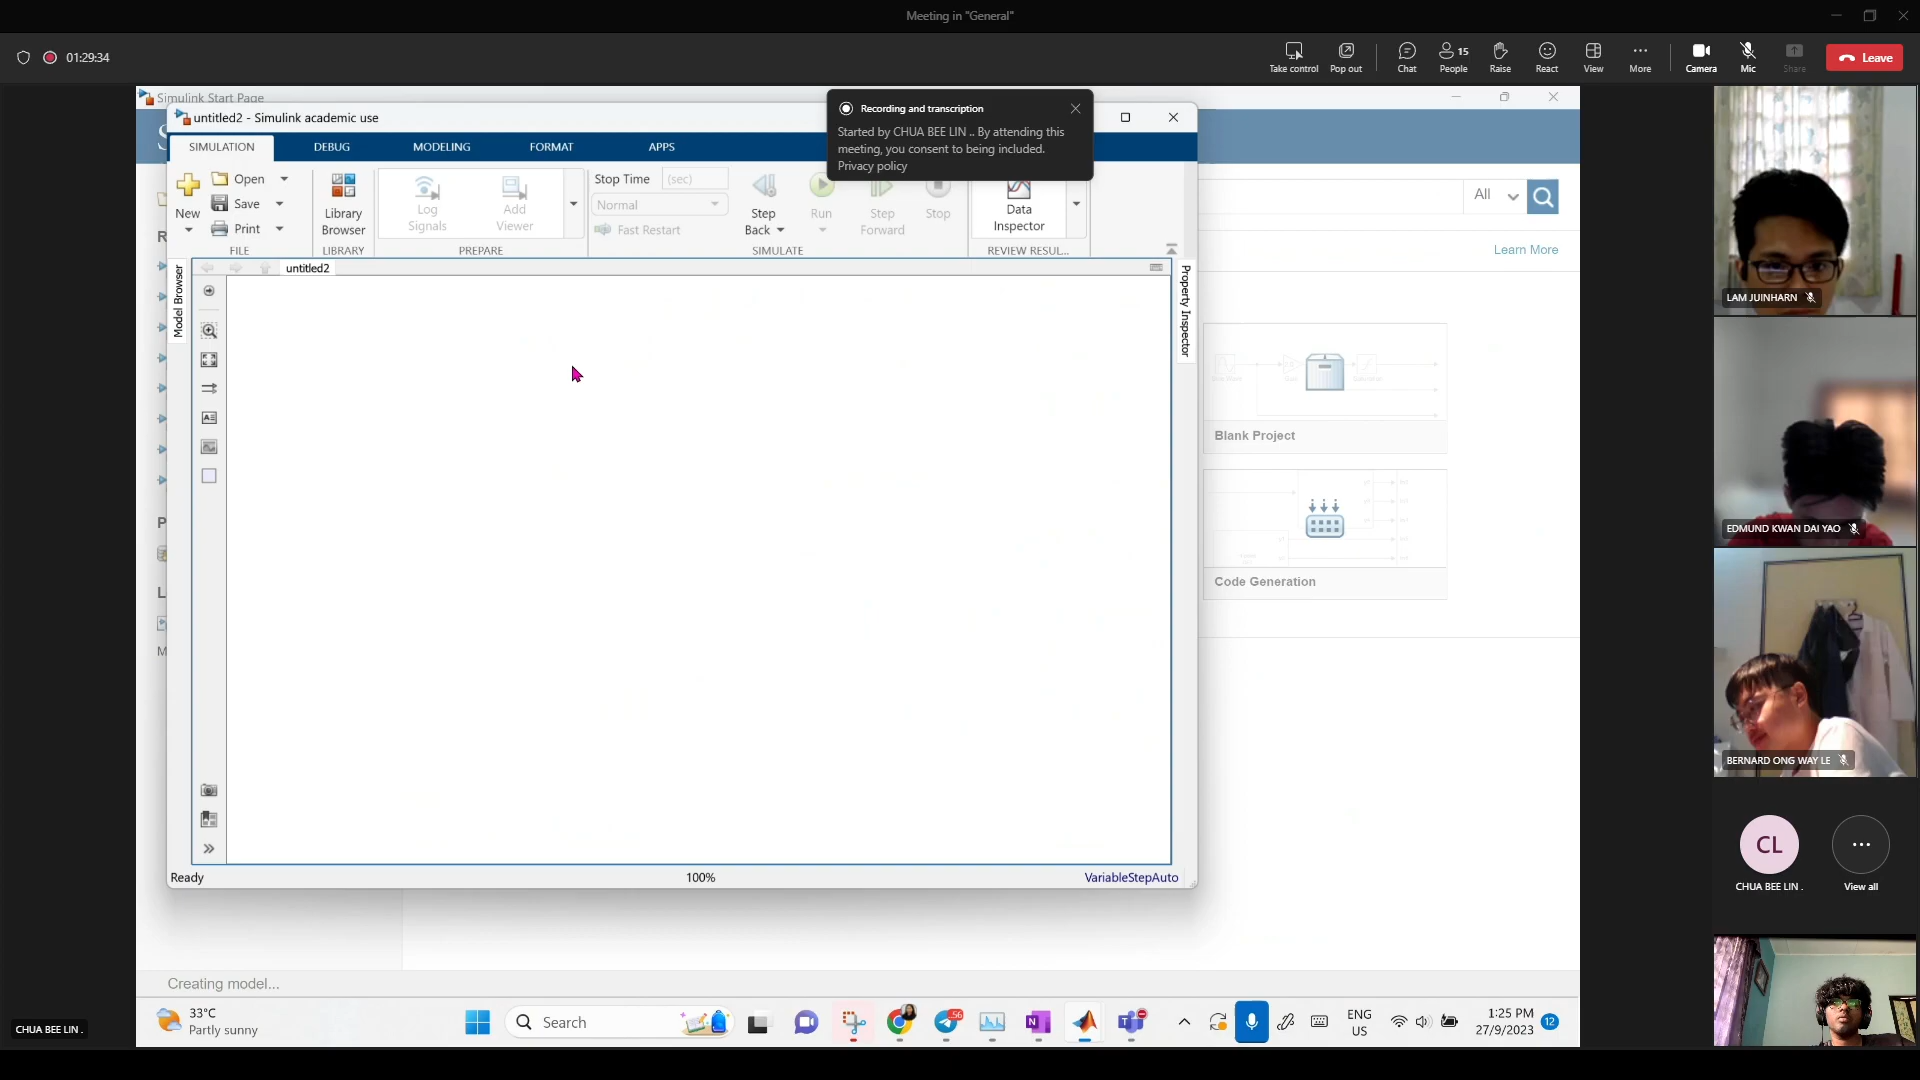 Meeting in "General"
01:29:34
Take control
Pop out
Chat
15
People
Raise
React
View
More
Camera
Mic
Share
Leave
Simulink Start Page
untitled2 - Simulink academic use
Recording and transcription
Started by CHUA BEE LIN .. By attending this
meeting, you consent to being included.
Privacy policy
SIMULATION
DEBUG
MODELING
FORMAT
APPS
New
Open
Save
Print
FILE
Library
Browser
LIBRARY
Log
Signals
Add
Viewer
PREPARE
Stop Time
(sec)
Normal
Fast Restart
Step
Back
Run
Step
Forward
Stop
SIMULATE
Data
Inspector
REVIEW RESUL...
All
Learn More
Model Browser
untitled2
Property Inspector
Blank Project
Code Generation
Ready
100%
VariableStepAuto
Creating model...
LAM JUINHARN
EDMUND KWAN DAI YAO
BERNARD ONG WAY LE
CL
CHUA BEE LIN .
View all
CHUA BEE LIN .
33°C
Partly sunny
Search
56
ENG
US
1:25 PM
27/9/2023
12